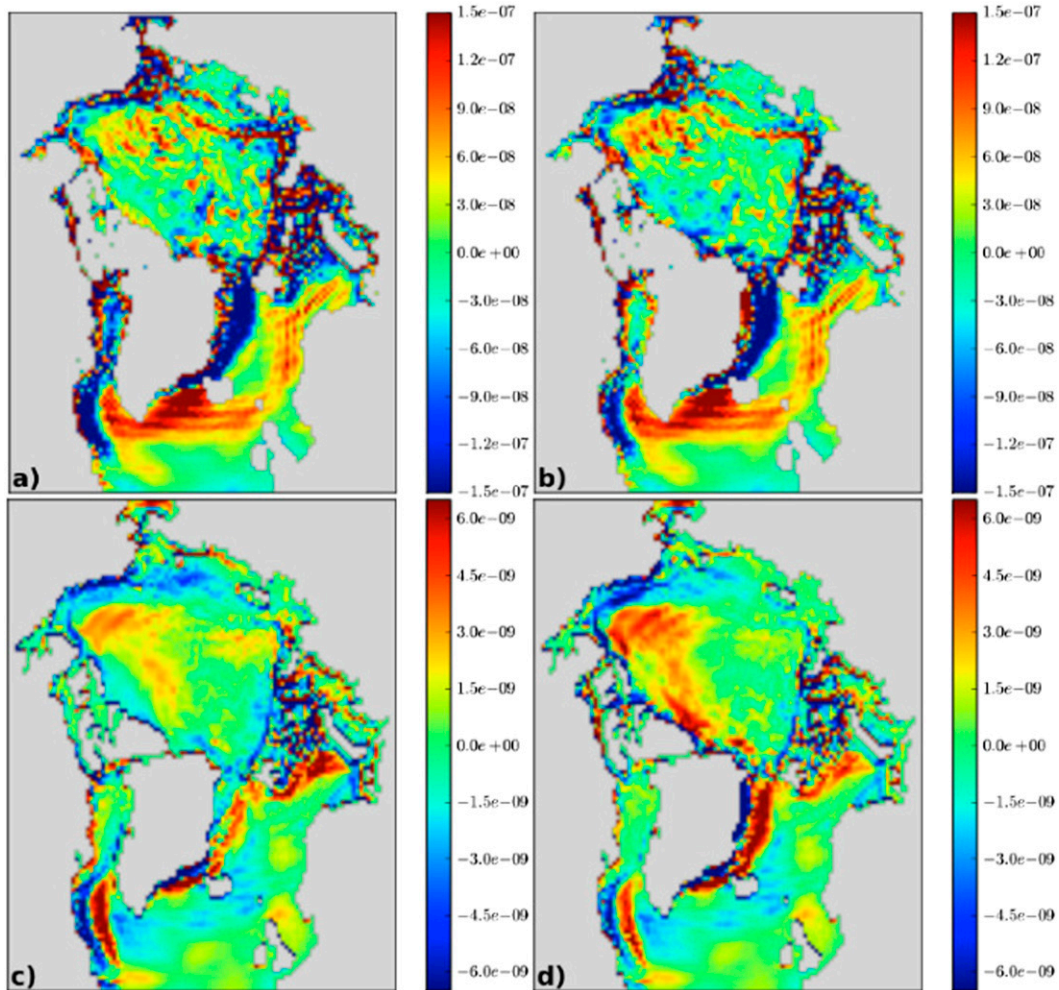 1.5e−07
1.2e−07
9.0e−08
6.0e−08
3.0e−08
0.0e+00
−3.0e−08
−6.0e−08
−9.0e−08
−1.2e−07
−1.5e−07
a)
1.5e−07
1.2e−07
9.0e−08
6.0e−08
3.0e−08
0.0e+00
−3.0e−08
−6.0e−08
−9.0e−08
−1.2e−07
−1.5e−07
b)
6.0e−09
4.5e−09
3.0e−09
1.5e−09
0.0e+00
−1.5e−09
−3.0e−09
−4.5e−09
−6.0e−09
c)
6.0e−09
4.5e−09
3.0e−09
1.5e−09
0.0e+00
−1.5e−09
−3.0e−09
−4.5e−09
−6.0e−09
d)